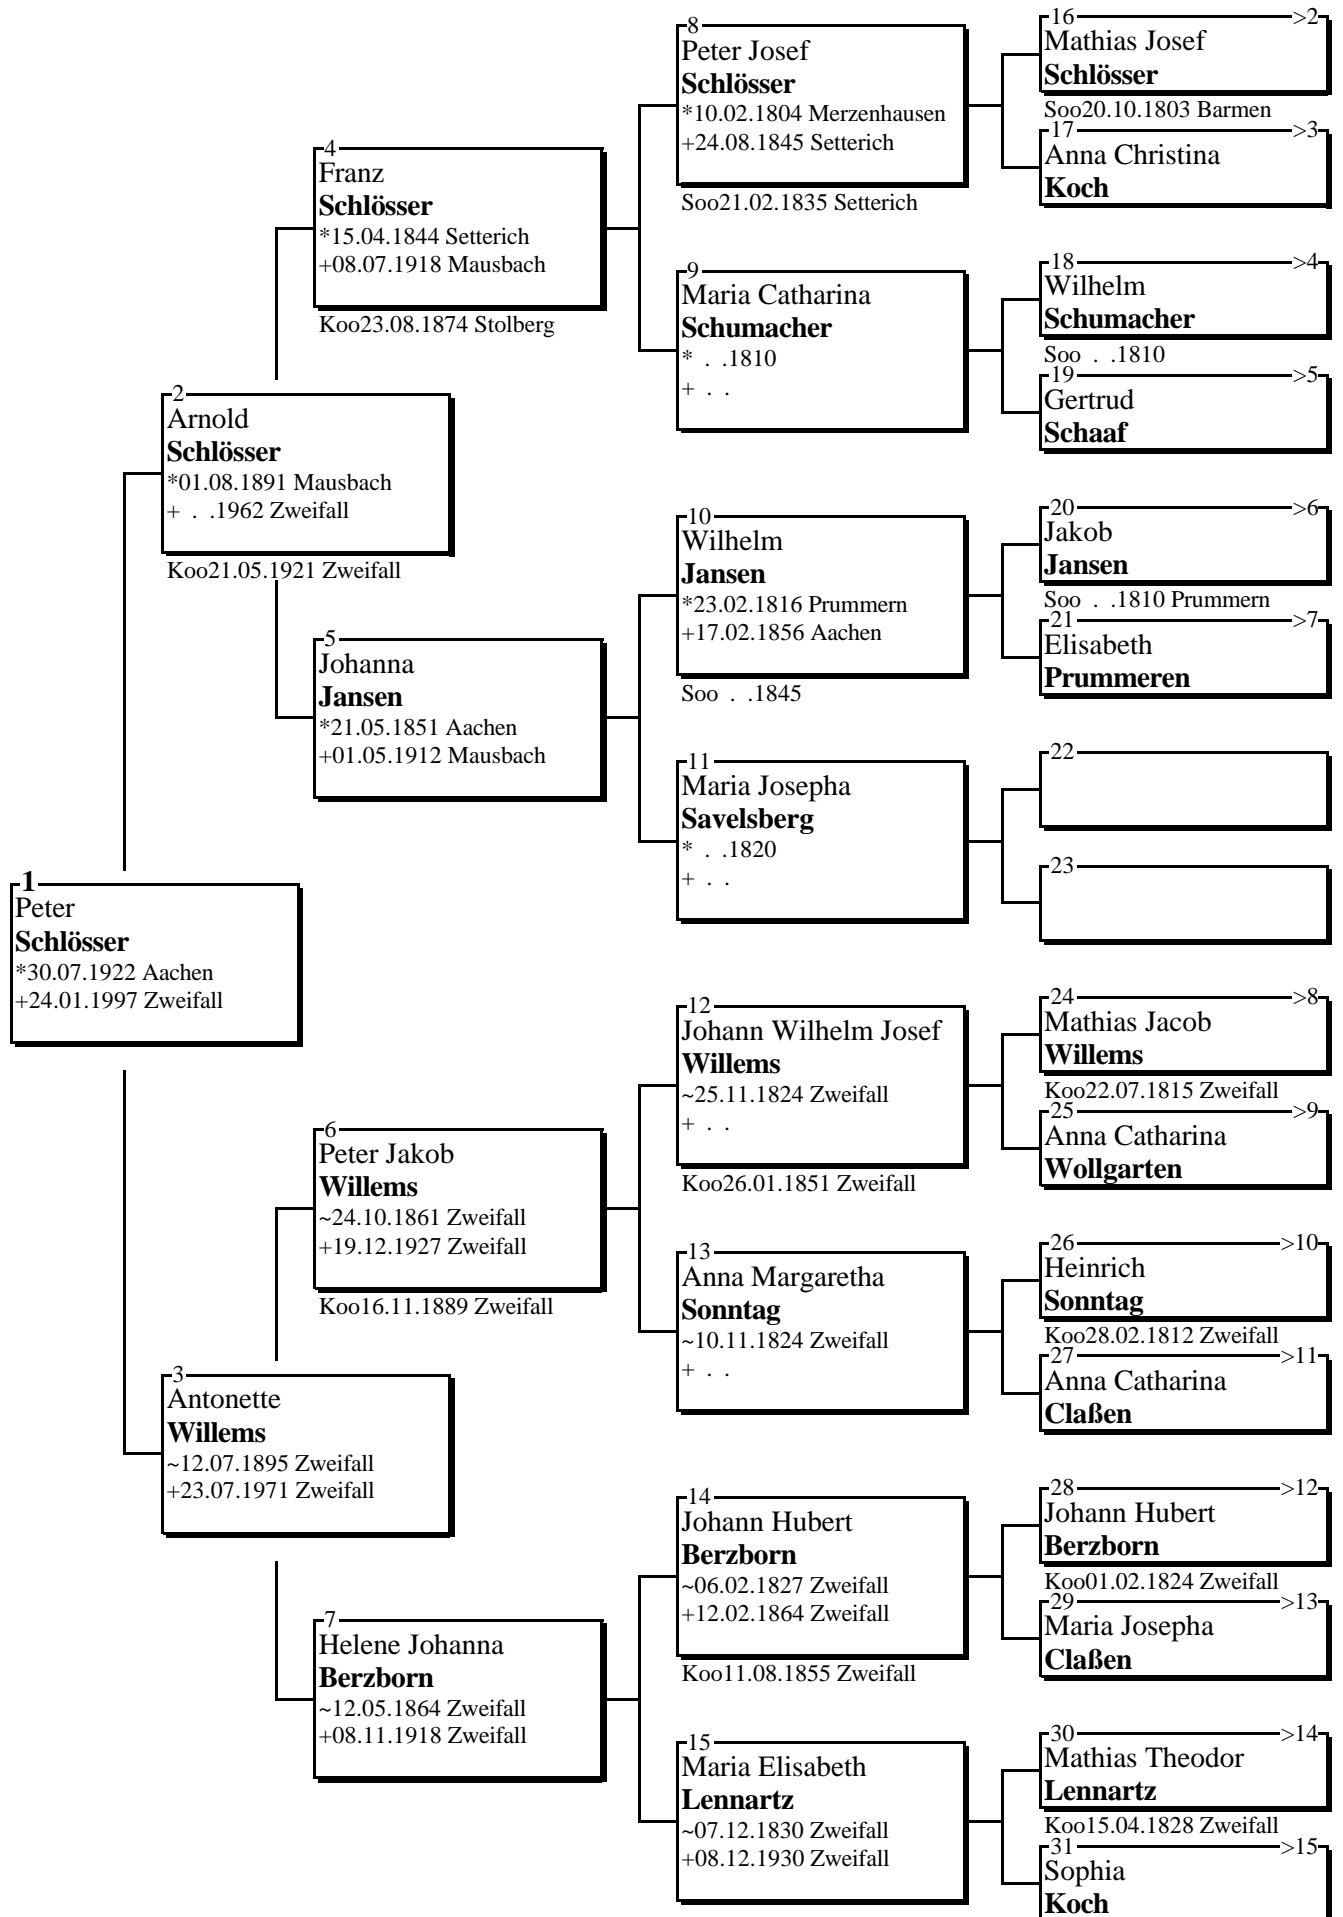 1
Peter
Schlösser
*30.07.1922 Aachen
+24.01.1997 Zweifall
2
Arnold
Schlösser
*01.08.1891 Mausbach
+ . .1962 Zweifall
Koo21.05.1921 Zweifall
3
Antonette
Willems
~12.07.1895 Zweifall
+23.07.1971 Zweifall
4
Franz
Schlösser
*15.04.1844 Setterich
+08.07.1918 Mausbach
Koo23.08.1874 Stolberg
5
Johanna
Jansen
*21.05.1851 Aachen
+01.05.1912 Mausbach
6
Peter Jakob
Willems
~24.10.1861 Zweifall
+19.12.1927 Zweifall
Koo16.11.1889 Zweifall
7
Helene Johanna
Berzborn
~12.05.1864 Zweifall
+08.11.1918 Zweifall
8
Peter Josef
Schlösser
*10.02.1804 Merzenhausen
+24.08.1845 Setterich
Soo21.02.1835 Setterich
9
Maria Catharina
Schumacher
* . .1810
+ . .
10
Wilhelm
Jansen
*23.02.1816 Prummern
+17.02.1856 Aachen
Soo . .1845
11
Maria Josepha
Savelsberg
* . .1820
+ . .
12
Johann Wilhelm Josef
Willems
~25.11.1824 Zweifall
+ . .
Koo26.01.1851 Zweifall
13
Anna Margaretha
Sonntag
~10.11.1824 Zweifall
+ . .
14
Johann Hubert
Berzborn
~06.02.1827 Zweifall
+12.02.1864 Zweifall
Koo11.08.1855 Zweifall
15
Maria Elisabeth
Lennartz
~07.12.1830 Zweifall
+08.12.1930 Zweifall
16 >2
Mathias Josef
Schlösser
Soo20.10.1803 Barmen
17 >3
Anna Christina
Koch
18 >4
Wilhelm
Schumacher
Soo . .1810
19 >5
Gertrud
Schaaf
20 >6
Jakob
Jansen
Soo . .1810 Prummern
21 >7
Elisabeth
Prummeren
22
23
24 >8
Mathias Jacob
Willems
Koo22.07.1815 Zweifall
25 >9
Anna Catharina
Wollgarten
26 >10
Heinrich
Sonntag
Koo28.02.1812 Zweifall
27 >11
Anna Catharina
Claßen
28 >12
Johann Hubert
Berzborn
Koo01.02.1824 Zweifall
29 >13
Maria Josepha
Claßen
30 >14
Mathias Theodor
Lennartz
Koo15.04.1828 Zweifall
31 >15
Sophia
Koch